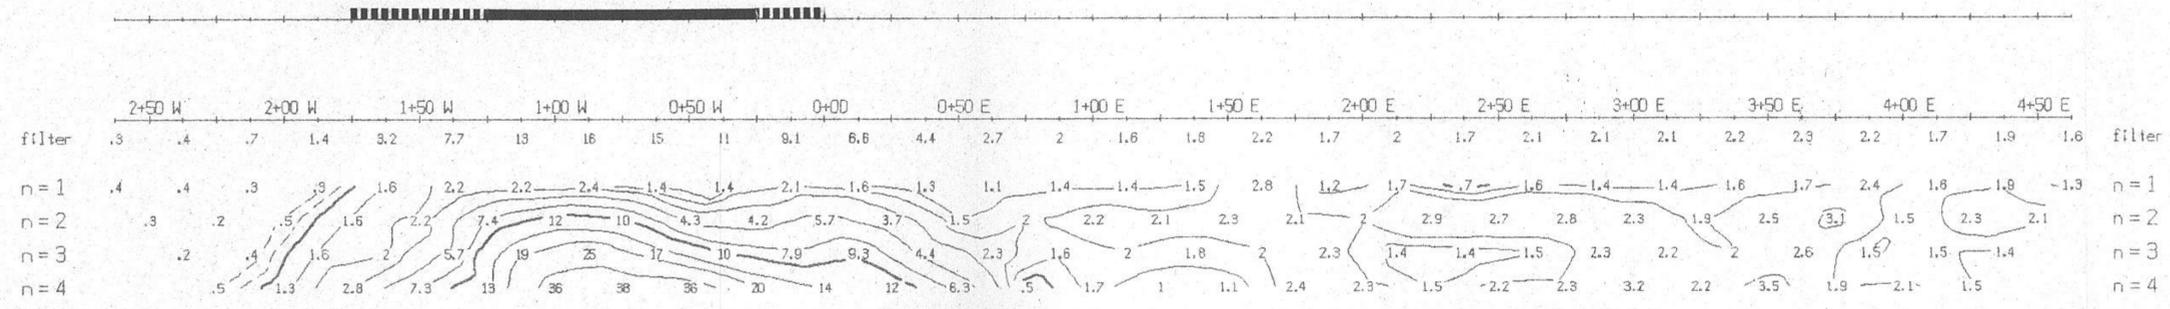 2+50 W 2+00 W 1+50 W 1+00 W 0+50 W 0+00 0+50 E 1+00 E 1+50 E 2+00 E 2+50 E 3+00 E 3+50 E 4+00 E 4+50 E
filter .3 .4 .7 1.4 3.2 7.7 13 16 15 11 9.1 6.6 4.4 2.7 2 1.6 1.8 2.2 1.7 2 1.7 2.1 2.1 2.1 2.2 2.3 2.2 1.7 1.9 1.6 filter
n = 1 .4 .4 .3 .3 1.6 2.2 2.2 2.4 1.4 1.4 2.1 1.6 1.3 1.1 1.4 1.4 1.5 2.8 1.2 1.7 .7 1.6 1.4 1.4 1.6 1.7 2.4 1.6 1.9 1.3 n = 1
n = 2 .3 .2 .5 1.6 2.2 7.4 12 10 4.3 4.2 5.7 3.7 1.5 2 2.2 2.1 2.3 2.1 2 2.9 2.7 2.8 2.3 1.9 2.5 3.1 1.5 2.3 2.1 n = 2
n = 3 .2 .4 1.6 2 5.7 19 25 17 10 7.9 9.3 4.4 2.3 1.6 2 1.8 2 2.3 1.4 1.4 1.5 2.3 2.2 2 2.6 1.5 1.5 1.4 n = 3
n = 4 .5 1.3 2.8 7.3 13 36 38 36 20 14 12 6.3 .5 1.7 1 1.1 2.4 2.3 1.5 2.2 2.3 3.2 2.2 3.5 1.9 2.1 1.5 n = 4